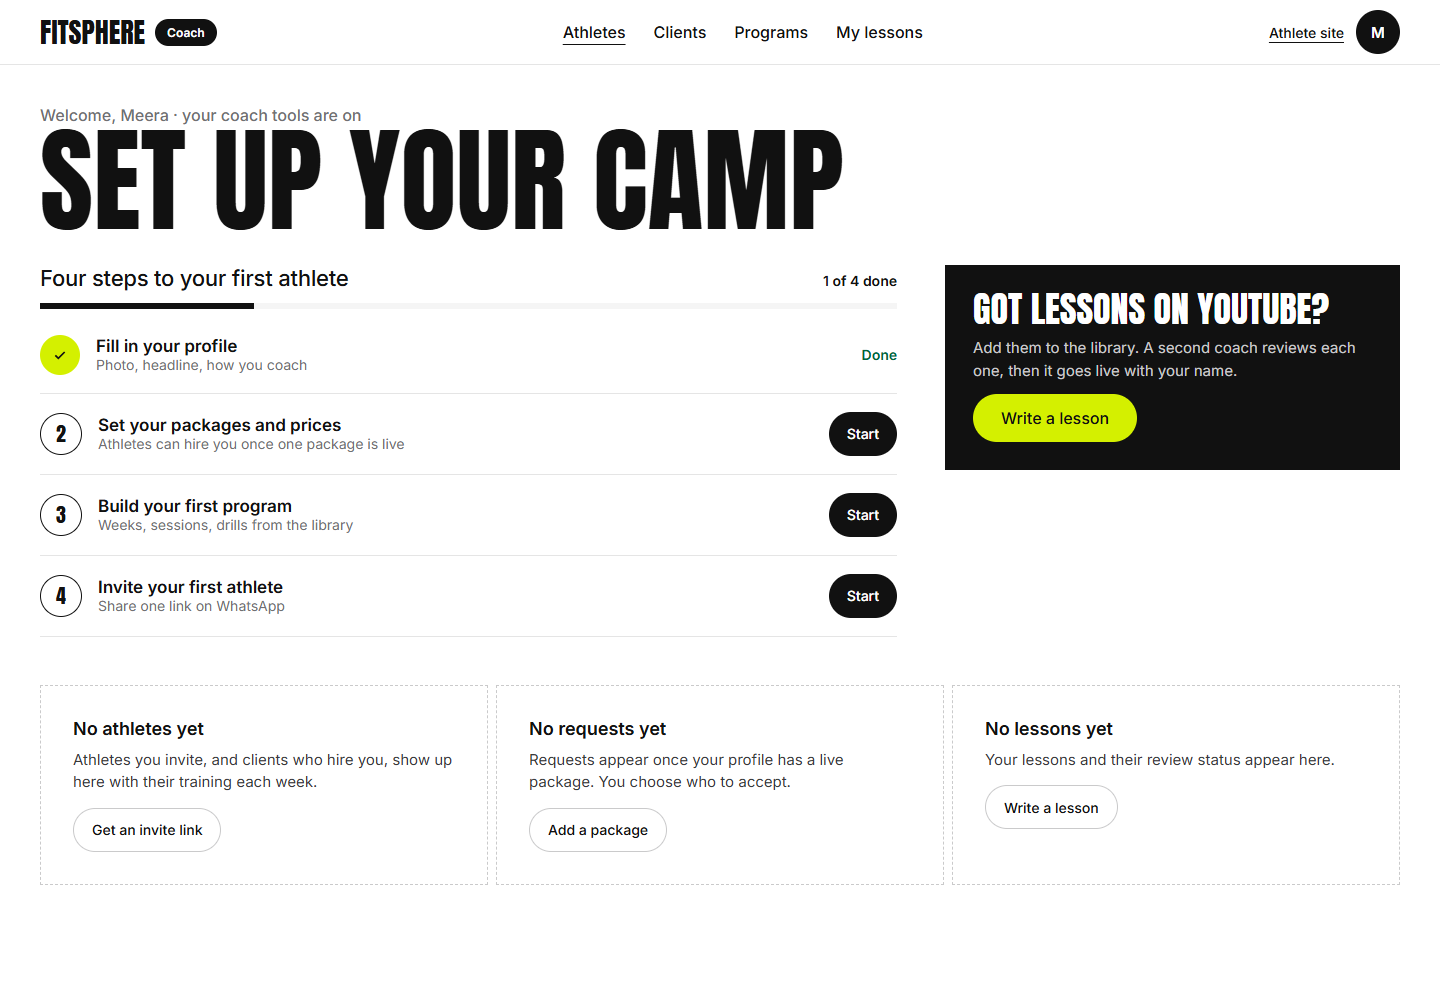 FITSPHERE Coach Athletes Clients Programs My lessons Athlete site M
Welcome, Meera · your coach tools are on
SET UP YOUR CAMP
Four steps to your first athlete 1 of 4 done
Fill in your profile
Photo, headline, how you coach
Done
2 Set your packages and prices
Athletes can hire you once one package is live
Start
3 Build your first program
Weeks, sessions, drills from the library
Start
4 Invite your first athlete
Share one link on WhatsApp
Start
GOT LESSONS ON YOUTUBE?
Add them to the library. A second coach reviews each
one, then it goes live with your name.
Write a lesson
No athletes yet
Athletes you invite, and clients who hire you, show up
here with their training each week.
Get an invite link
No requests yet
Requests appear once your profile has a live
package. You choose who to accept.
Add a package
No lessons yet
Your lessons and their review status appear here.
Write a lesson